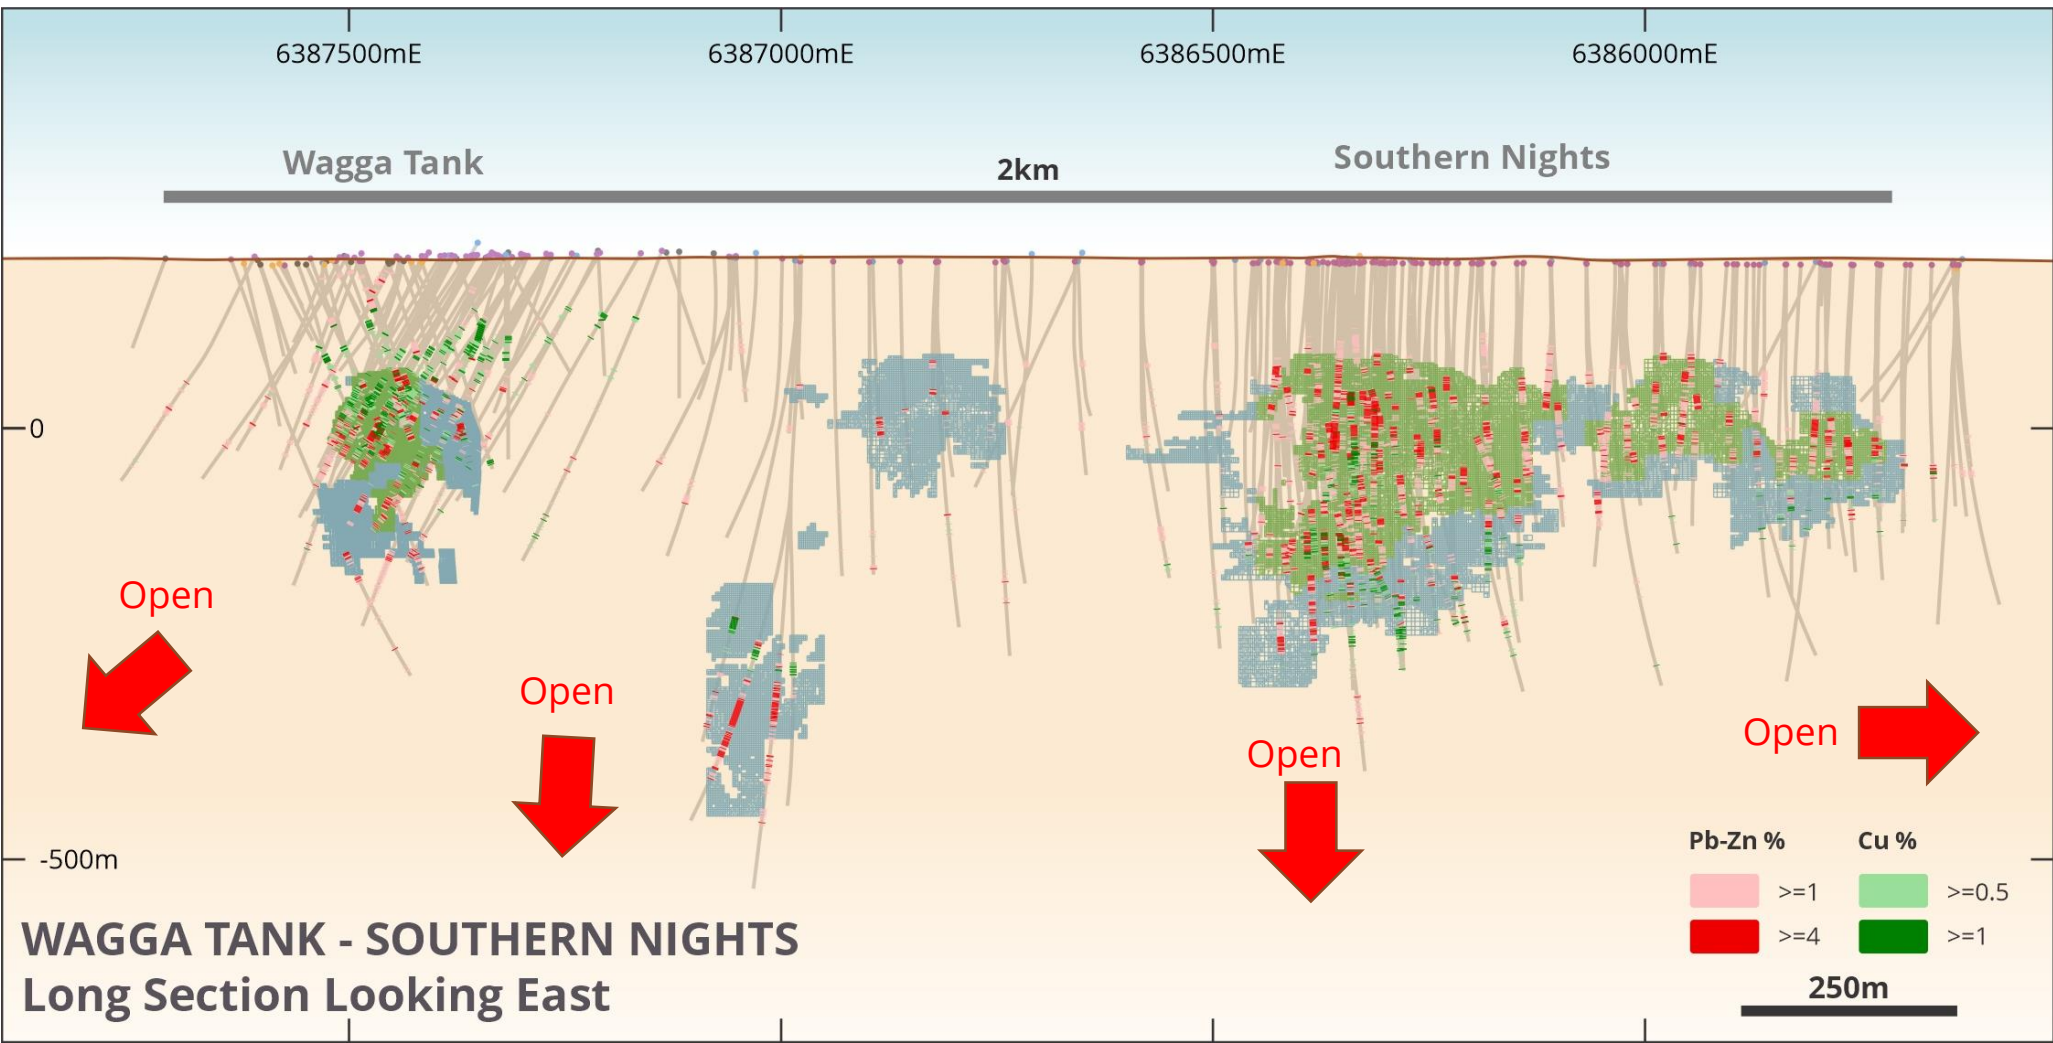 6387500mE 6387000mE 6386500mE 6386000mE
Wagga Tank 2km Southern Nights
0
Open
Open
Open
Open
-500m
Pb-Zn % Cu %
>=1 >=0.5
>=4 >=1
250m
WAGGA TANK - SOUTHERN NIGHTS
Long Section Looking East